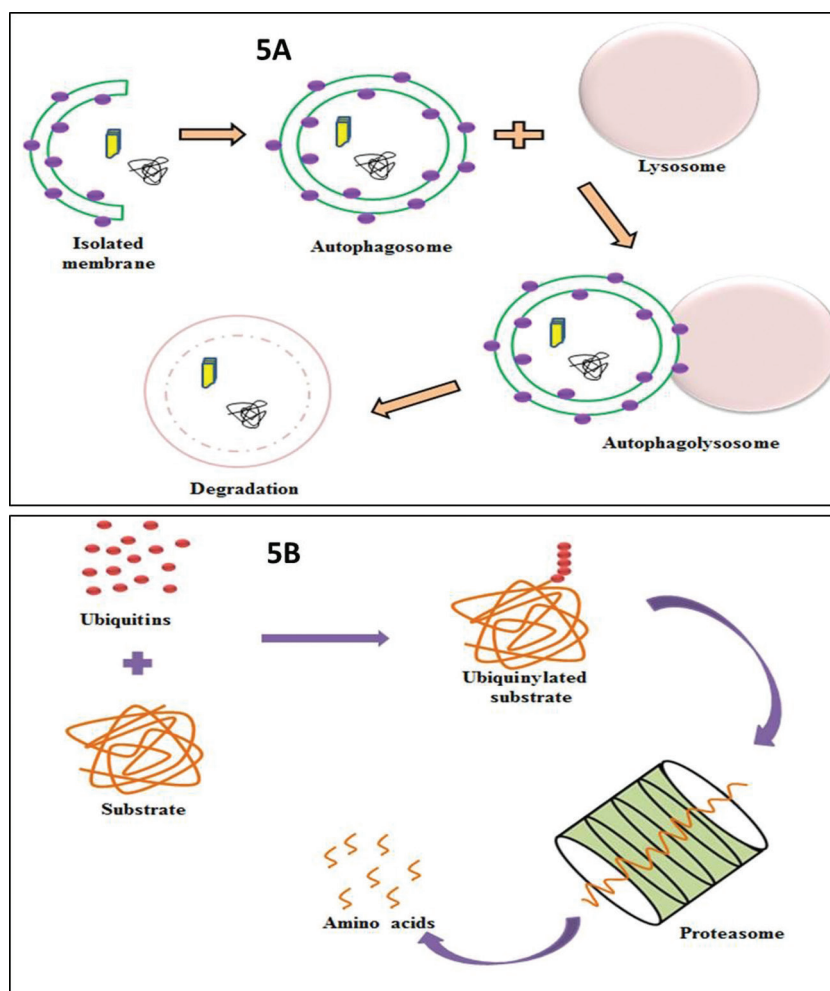 5A
Isolated
membrane
Autophagosome
Lysosome
Autophagolysosome
Degradation
5B
Ubiquitins
Substrate
Ubiquinylated
substrate
Proteasome
Amino acids